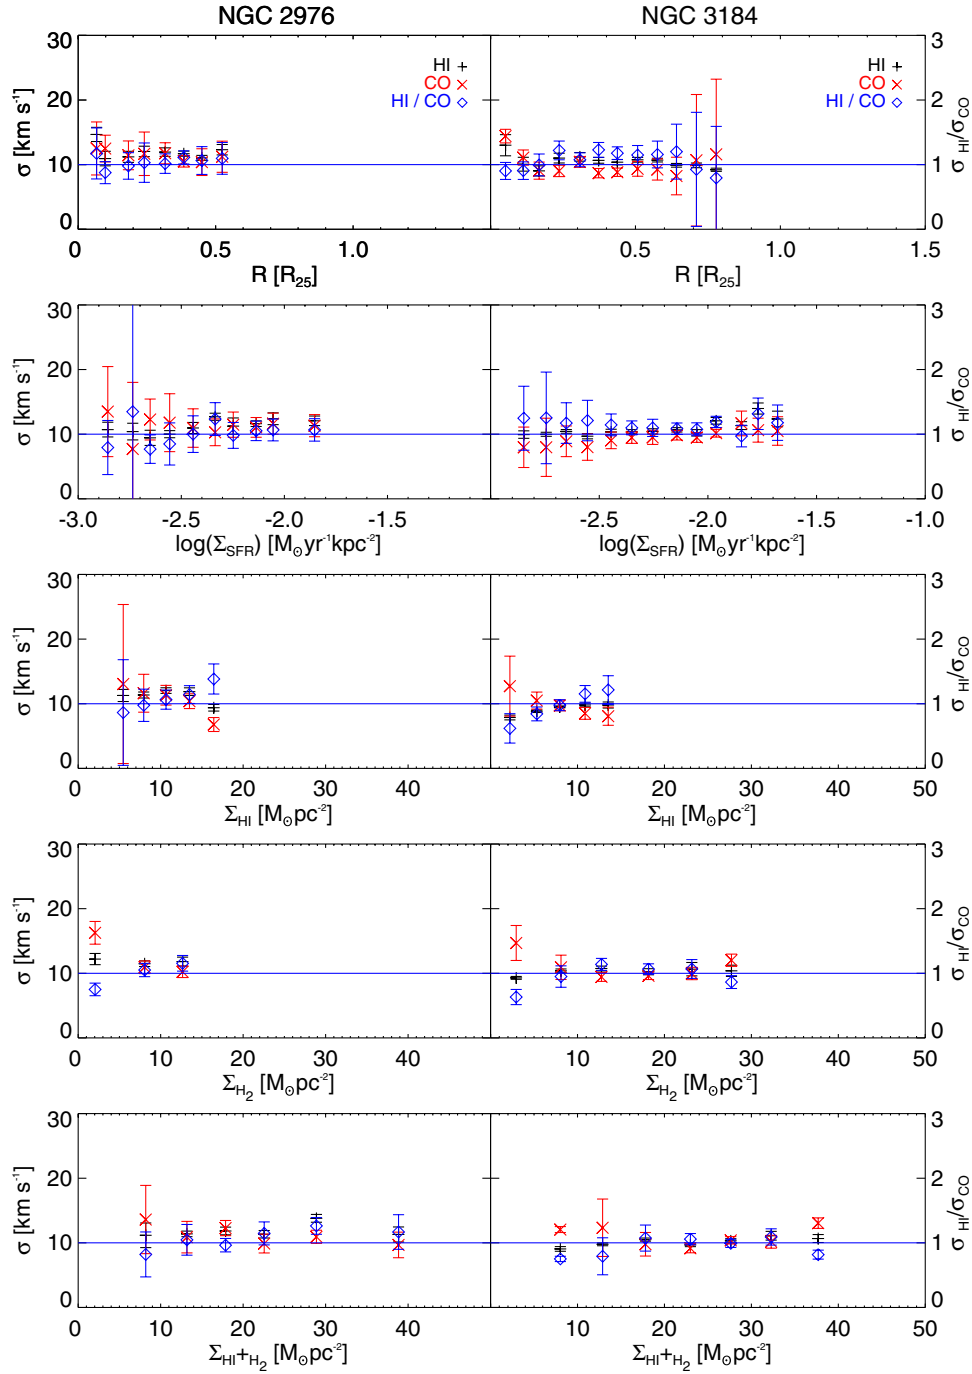 NGC 2976 NGC 3184
30 3
HI + HI +
CO × CO ×
HI / CO ◇ HI / CO ◇
20 2
σ [km s⁻¹] σ HI/σCO
10 1
0 0
0 0.5 1.0 0.5 1.0 1.5
R [R₂₅] R [R₂₅]
30 3
20 2
σ [km s⁻¹] σ HI/σCO
10 1
0 0
-3.0 -2.5 -2.0 -1.5 -2.5 -2.0 -1.5 -1.0
log(Σ_SFR) [M⊙yr⁻¹kpc⁻²] log(Σ_SFR) [M⊙yr⁻¹kpc⁻²]
30 3
20 2
σ [km s⁻¹] σ HI/σCO
10 1
0 0
0 10 20 30 40 10 20 30 40 50
Σ_HI [M⊙pc⁻²] Σ_HI [M⊙pc⁻²]
30 3
20 2
σ [km s⁻¹] σ HI/σCO
10 1
0 0
0 10 20 30 40 10 20 30 40 50
Σ_H₂ [M⊙pc⁻²] Σ_H₂ [M⊙pc⁻²]
30 3
20 2
σ [km s⁻¹] σ HI/σCO
10 1
0 0
0 10 20 30 40 10 20 30 40 50
Σ_HI+H₂ [M⊙pc⁻²] Σ_HI+H₂ [M⊙pc⁻²]